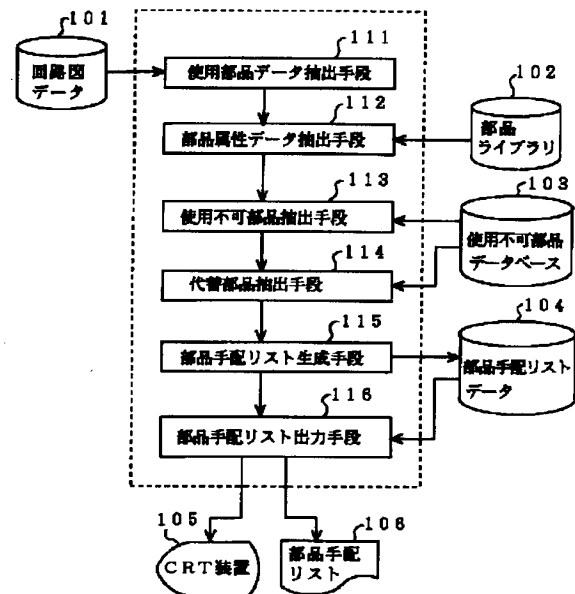 101
回路図
データ
111
使用部品データ抽出手段
102
部品
ライブラリ
112
部品属性データ抽出手段
103
使用不可部品
データベース
113
使用不可部品抽出手段
114
代替部品抽出手段
104
部品手配リスト
データ
115
部品手配リスト生成手段
116
部品手配リスト出力手段
105
CRT装置
106
部品手配
リスト